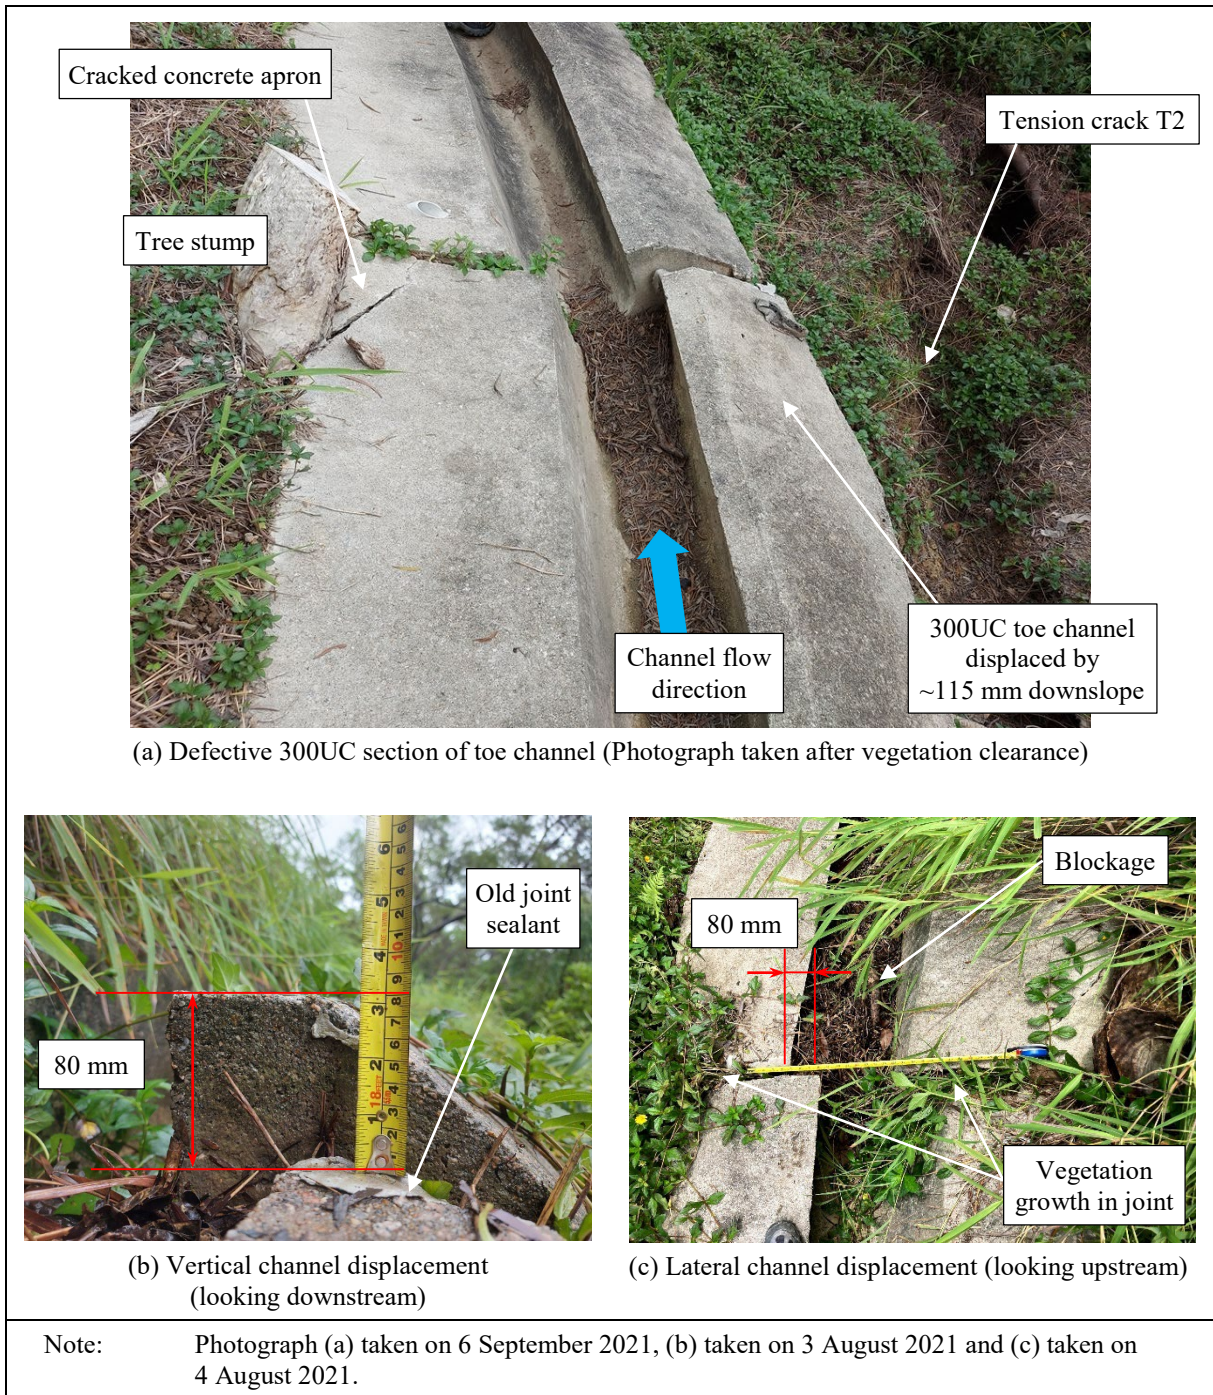 Cracked concrete apron
Tension crack T2
Tree stump
300UC toe channel
displaced by
~115 mm downslope
Channel flow
direction
(a) Defective 300UC section of toe channel (Photograph taken after vegetation clearance)
Old joint
sealant
80 mm
(b) Vertical channel displacement
(looking downstream)
Blockage
80 mm
Vegetation
growth in joint
(c) Lateral channel displacement (looking upstream)
Note: Photograph (a) taken on 6 September 2021, (b) taken on 3 August 2021 and (c) taken on
4 August 2021.